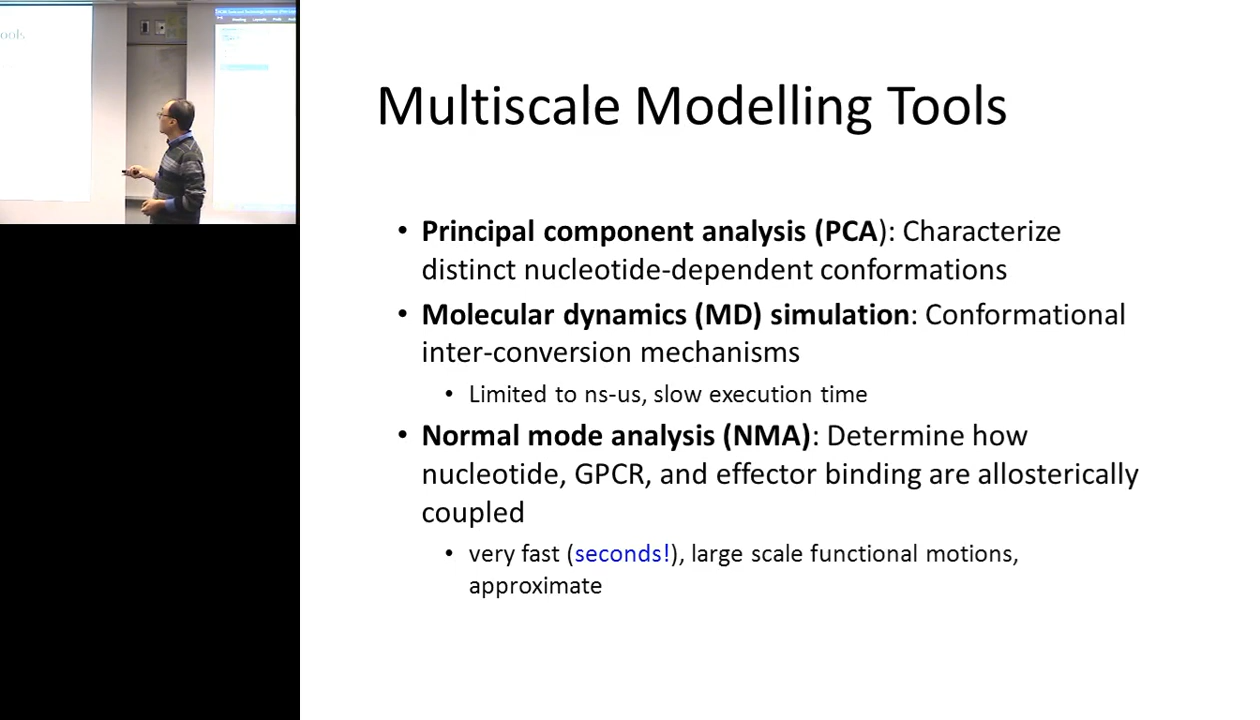 ools
Multiscale Modelling Tools
• Principal component analysis (PCA): Characterize
distinct nucleotide-dependent conformations
• Molecular dynamics (MD) simulation: Conformational
inter-conversion mechanisms
• Limited to ns-us, slow execution time
• Normal mode analysis (NMA): Determine how
nucleotide, GPCR, and effector binding are allosterically
coupled
• very fast (seconds!), large scale functional motions,
approximate